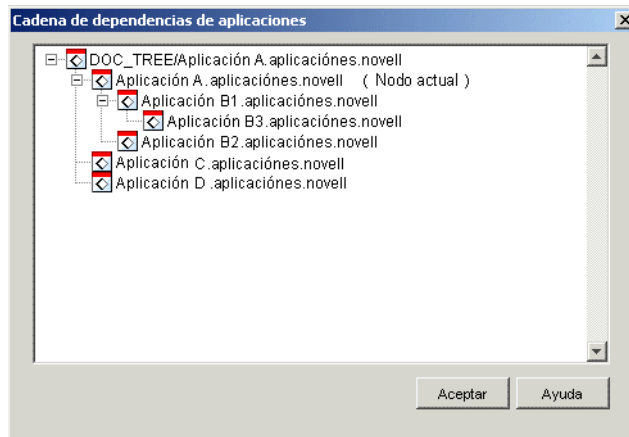 Cadena de dependencias de aplicaciones
DOC_TREE/Aplicación A.aplicaciónes.novell
Aplicación A.aplicaciónes.novell ( Nodo actual )
Aplicación B1.aplicaciónes.novell
Aplicación B3.aplicaciónes.novell
Aplicación B2.aplicaciónes.novell
Aplicación C.aplicaciónes.novell
Aplicación D .aplicaciónes.novell
Aceptar Ayuda